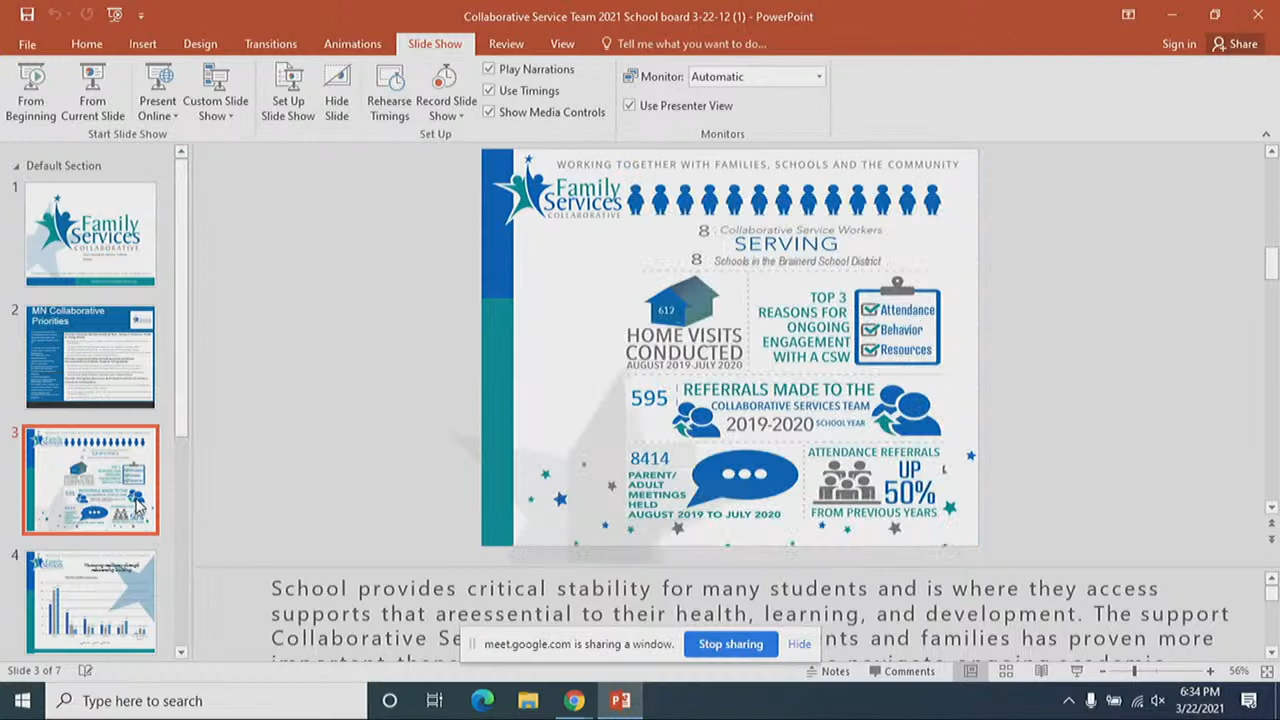 Collaborative Service Team 2021 School board 3-22-12 (1) - PowerPoint
File Home Insert Design Transitions Animations Slide Show Review View Tell me what you want to do... Sign in Share
From Beginning
From Current Slide
Present Online
Custom Slide Show
Set Up Slide Show
Hide Slide
Rehearse Timings
Record Slide Show
Play Narrations
Use Timings
Show Media Controls
Monitor: Automatic
Use Presenter View
Start Slide Show
Set Up
Monitors
Default Section
1
Family
Services
COLLABORATIVE
2
MN Collaborative
Priorities
3
4
WORKING TOGETHER WITH FAMILIES, SCHOOLS AND THE COMMUNITY
Family
Services
COLLABORATIVE
8 Collaborative Service Workers
SERVING
8 Schools in the Brainerd School District
612
HOME VISITS
CONDUCTED
AUGUST 2019-JULY 2020
TOP 3
REASONS FOR
ONGOING
ENGAGEMENT
WITH A CSW
Attendance
Behavior
Resources
595 REFERRALS MADE TO THE
COLLABORATIVE SERVICES TEAM
2019-2020 SCHOOL YEAR
8414
PARENT/
ADULT
MEETINGS
HELD
AUGUST 2019 TO JULY 2020
ATTENDANCE REFERRALS
UP
50%
FROM PREVIOUS YEARS
School provides critical stability for many students and is where they access
supports that areessential to their health, learning, and development. The support
Collaborative Se nts and families has proven more
meet.google.com is sharing a window. Stop sharing Hide
Slide 3 of 7
Notes Comments 56%
Type here to search
6:34 PM
3/22/2021